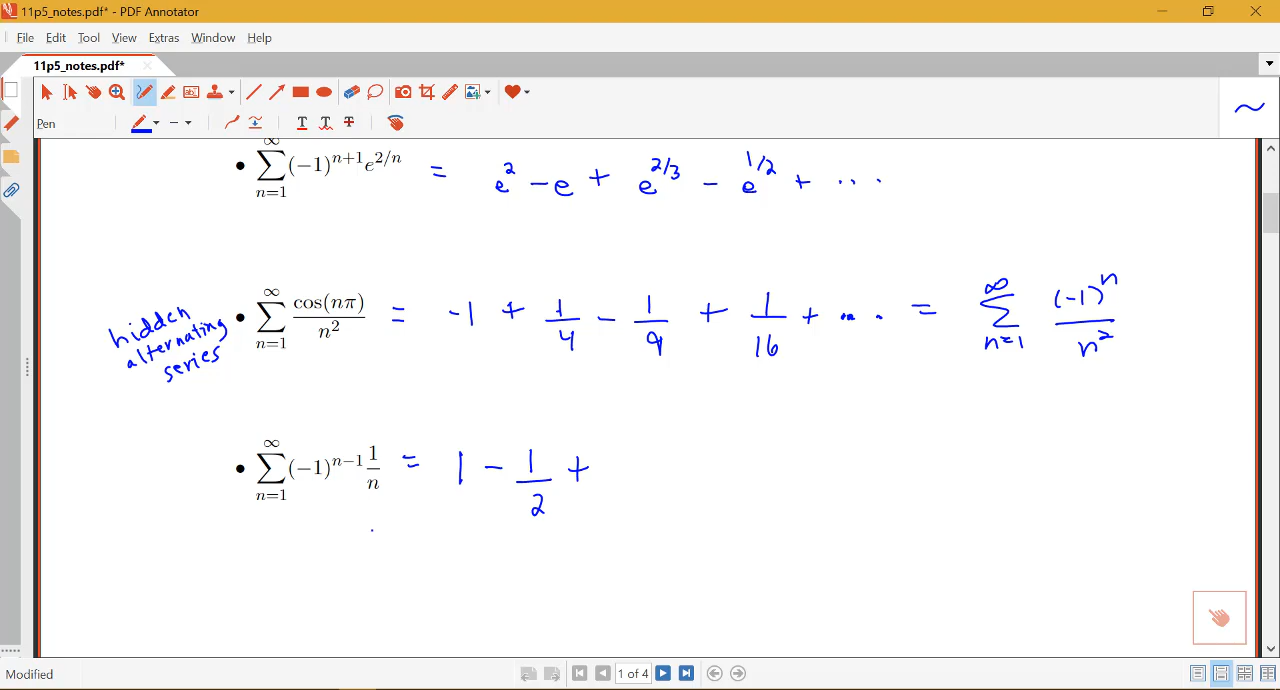 11p5_notes.pdf* - PDF Annotator
File Edit Tool View Extras Window Help
11p5_notes.pdf*
Pen
• ∑_{n=1}^{∞} (−1)^{n+1} e^{2/n} = e^2 − e + e^{2/3} − e^{1/2} + ...
hidden alternating series
• ∑_{n=1}^{∞} cos(nπ)/n^2 = -1 + 1/4 − 1/9 + 1/16 + ... = ∑_{n=1}^{∞} (-1)^n/n^2
• ∑_{n=1}^{∞} (−1)^{n−1} 1/n = 1 − 1/2 +
Modified
1 of 4